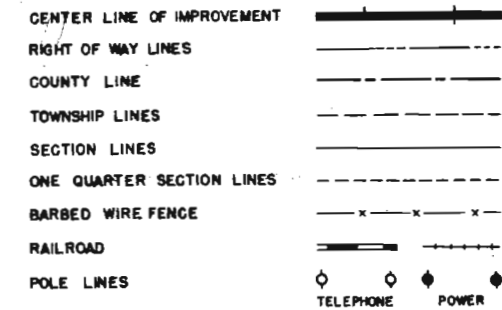 CENTER LINE OF IMPROVEMENT
RIGHT OF WAY LINES
COUNTY LINE
TOWNSHIP LINES
SECTION LINES
ONE QUARTER SECTION LINES
BARBED WIRE FENCE
RAILROAD
POLE LINES
TELEPHONE POWER